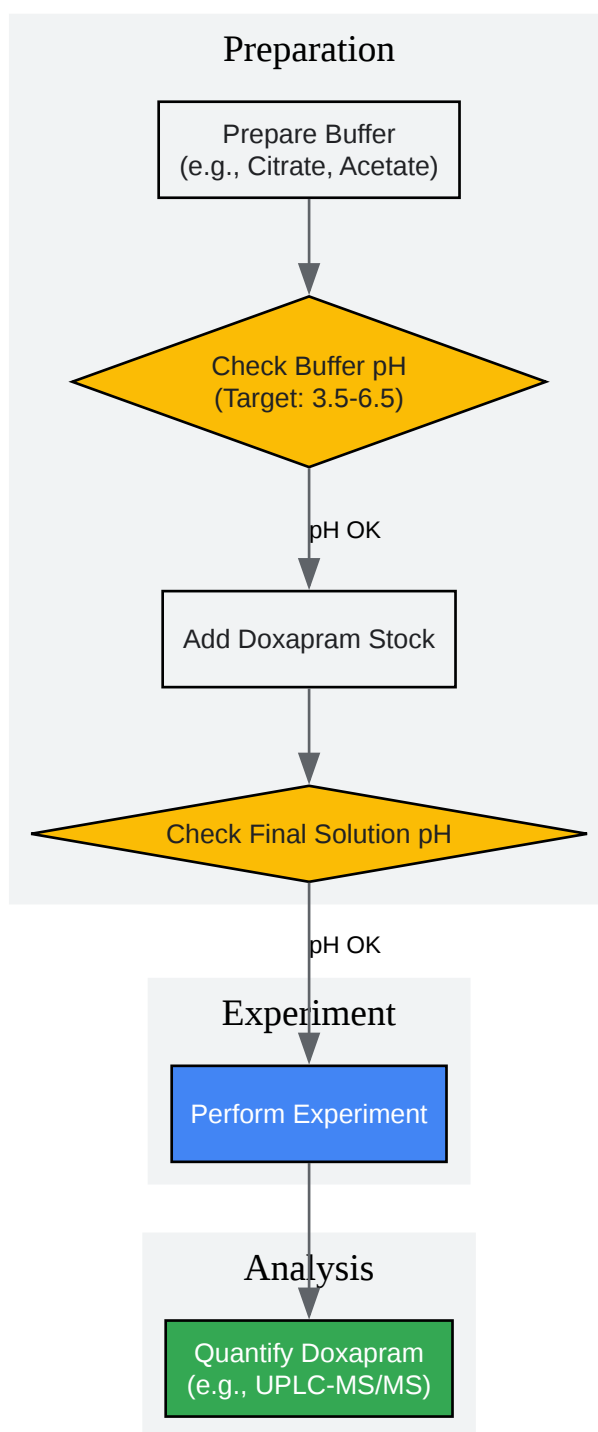 Preparation
Prepare Buffer
(e.g., Citrate, Acetate)
Check Buffer pH
(Target: 3.5-6.5)
pH OK
Add Doxapram Stock
Check Final Solution pH
pH OK
Experiment
Perform Experiment
Analysis
Quantify Doxapram
(e.g., UPLC-MS/MS)